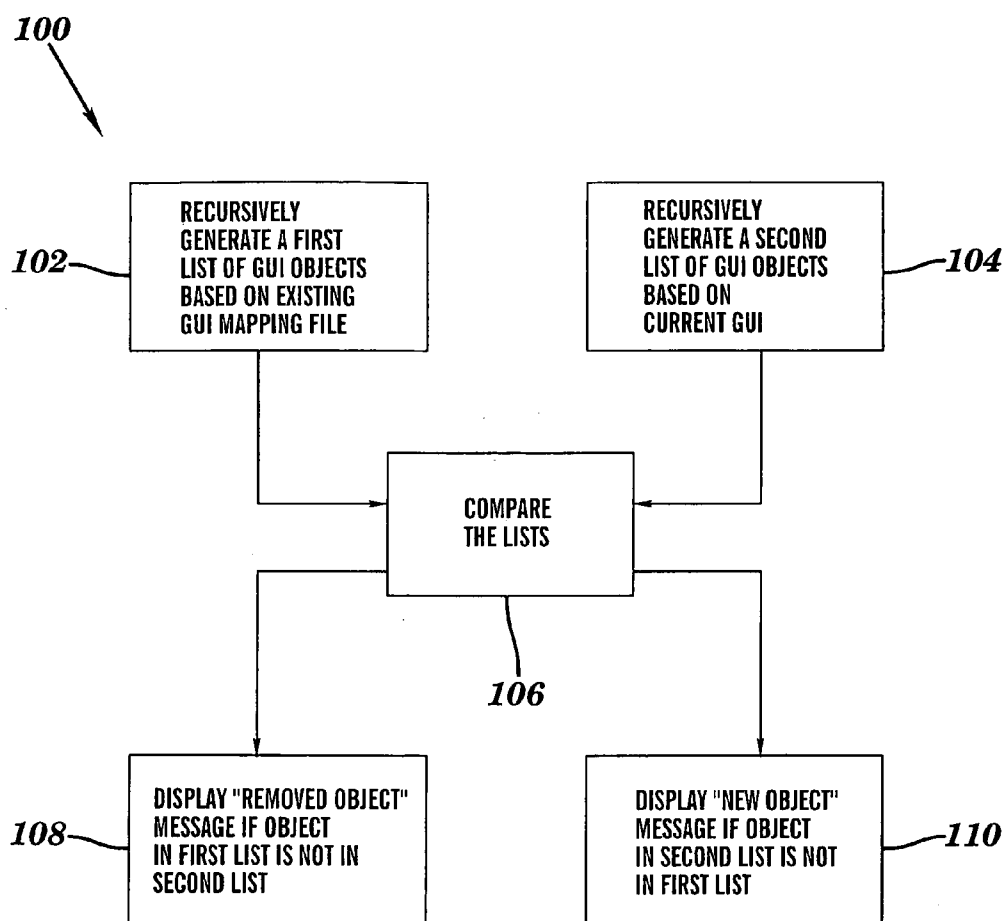 100
RECURSIVELY
GENERATE A FIRST
LIST OF GUI OBJECTS
BASED ON EXISTING
GUI MAPPING FILE
102
RECURSIVELY
GENERATE A SECOND
LIST OF GUI OBJECTS
BASED ON
CURRENT GUI
104
COMPARE
THE LISTS
106
DISPLAY "REMOVED OBJECT"
MESSAGE IF OBJECT
IN FIRST LIST IS NOT IN
SECOND LIST
108
DISPLAY "NEW OBJECT"
MESSAGE IF OBJECT
IN SECOND LIST IS NOT
IN FIRST LIST
110